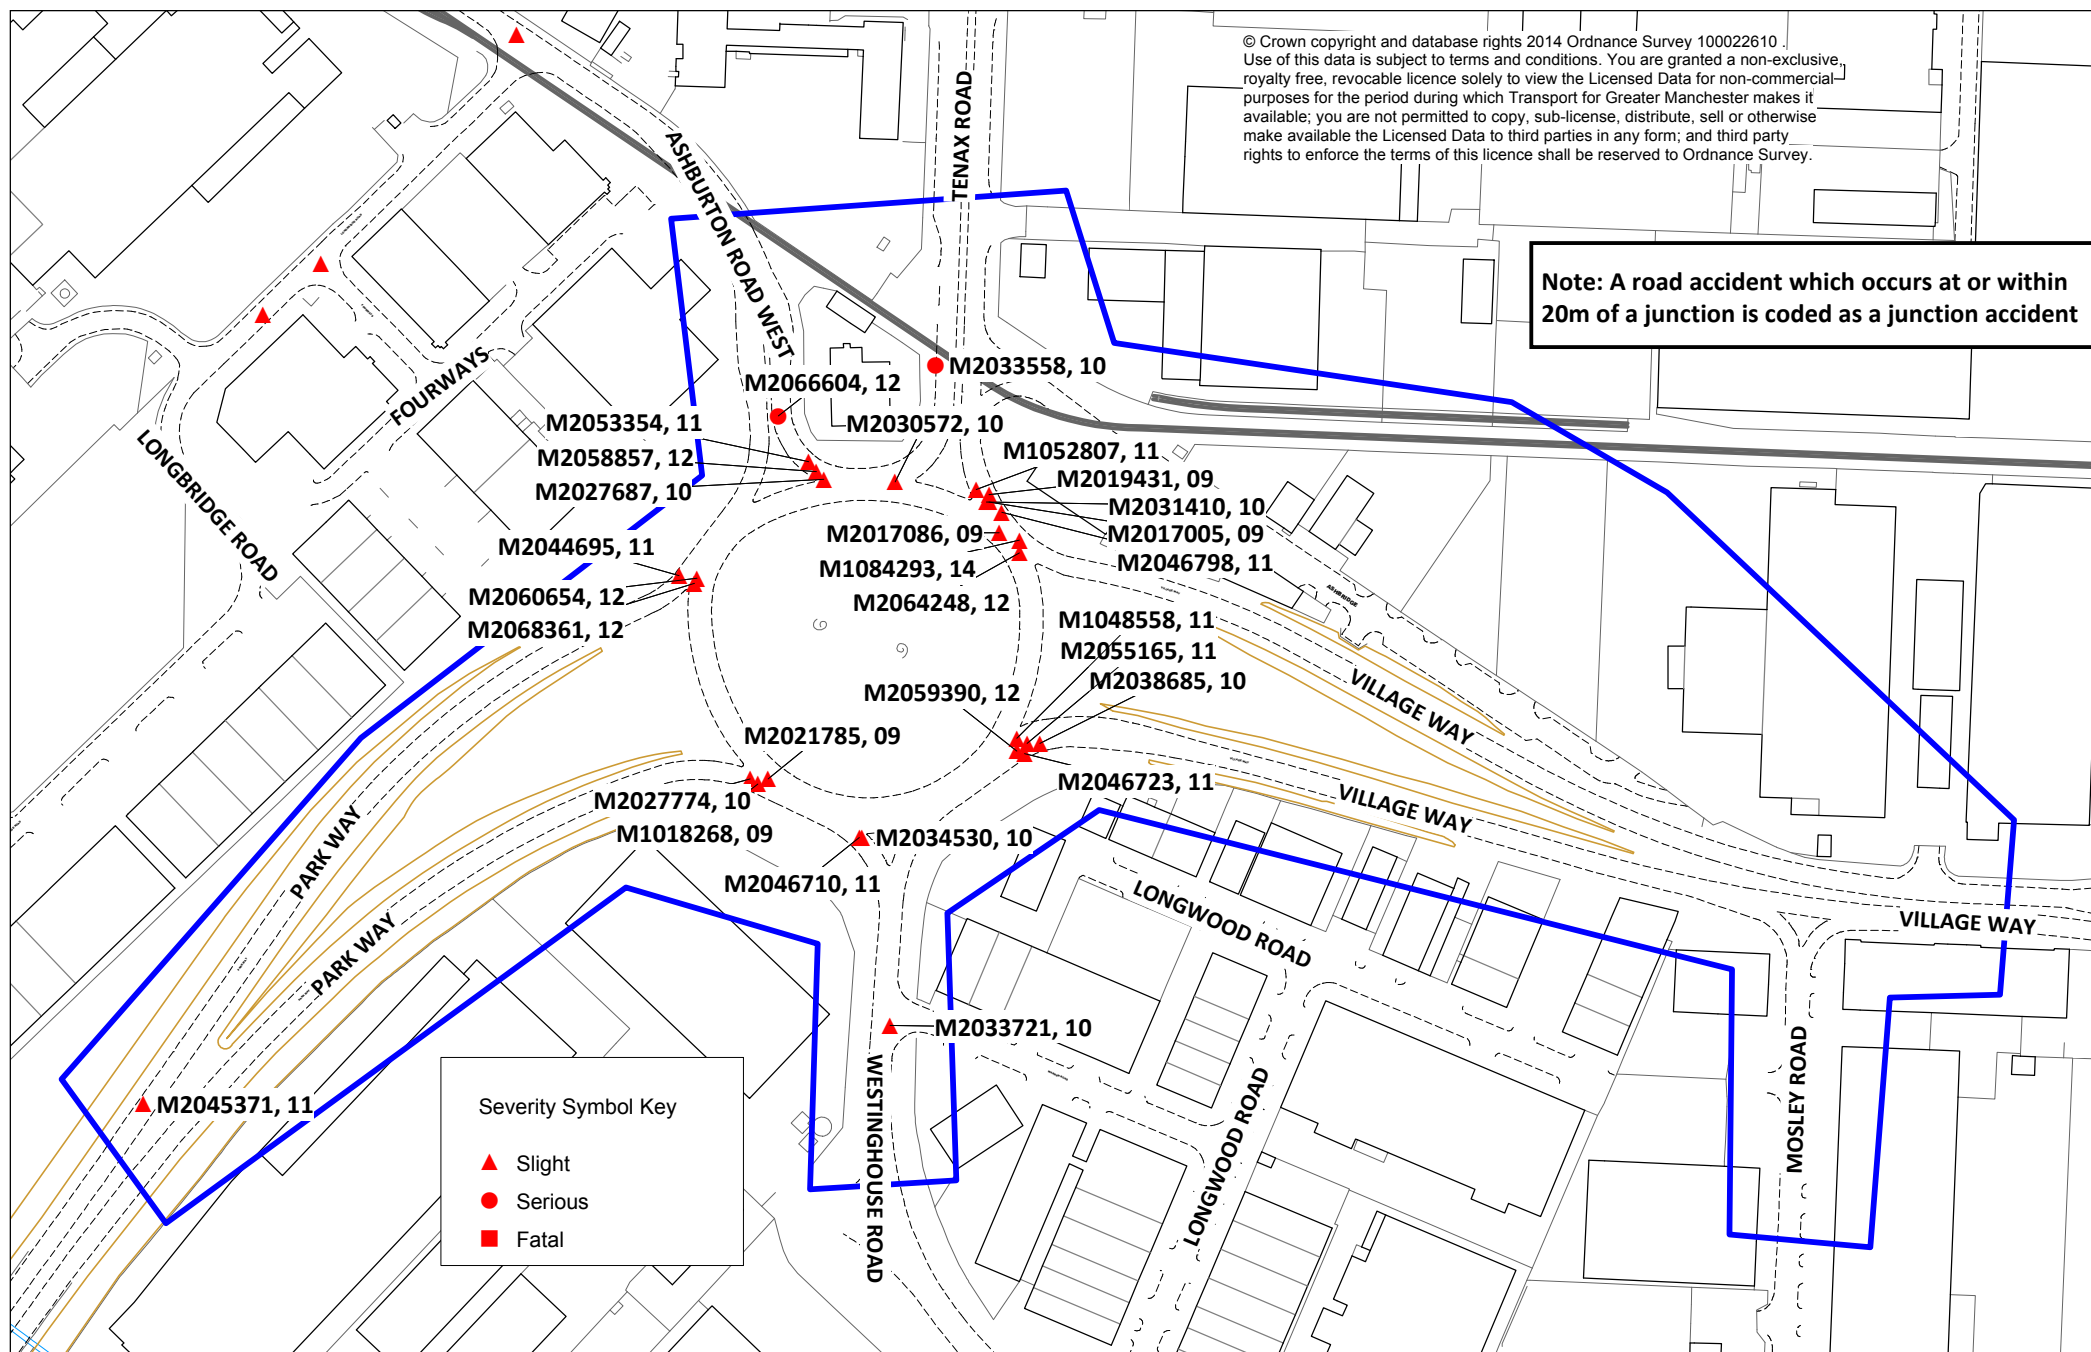 © Crown copyright and database rights 2014 Ordnance Survey 100022610 .
Use of this data is subject to terms and conditions. You are granted a non-exclusive,
royalty free, revocable licence solely to view the Licensed Data for non-commercial
purposes for the period during which Transport for Greater Manchester makes it
available; you are not permitted to copy, sub-license, distribute, sell or otherwise
make available the Licensed Data to third parties in any form; and third party
rights to enforce the terms of this licence shall be reserved to Ordnance Survey.
TENAX ROAD
ASHBURTON ROAD WEST
Note: A road accident which occurs at or within
20m of a junction is coded as a junction accident
FOURWAYS
LONGBRIDGE ROAD
M2033558, 10
M2066604, 12
M2053354, 11
M2030572, 10
M2058857, 12
M1052807, 11
M2027687, 10
M2019431, 09
M2031410, 10
M2017086, 09
M2017005, 09
M2044695, 11
M2046798, 11
M1084293, 14
M2060654, 12
M2064248, 12
M2068361, 12
M1048558, 11
ASHBRIDGE
M2055165, 11
M2038685, 10
M2059390, 12
VILLAGE WAY
M2021785, 09
M2046723, 11
VILLAGE WAY
M2027774, 10
M1018268, 09
M2034530, 10
M2046710, 11
PARK WAY
PARK WAY
LONGWOOD ROAD
VILLAGE WAY
M2033721, 10
M2045371, 11
WESTINGHOUSE ROAD
LONGWOOD ROAD
MOSLEY ROAD
Severity Symbol Key
Slight
Serious
Fatal